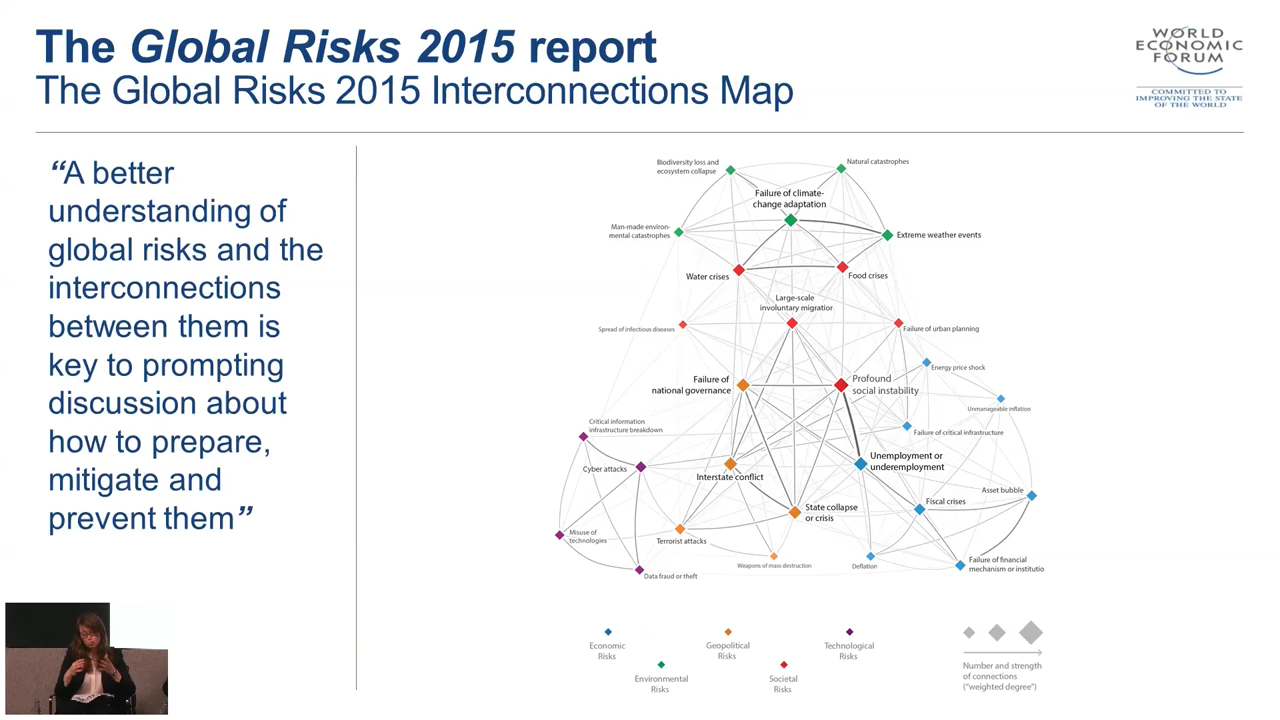 The Global Risks 2015 report
The Global Risks 2015 Interconnections Map
WORLD
ECONOMIC
FORUM
COMMITTED TO
IMPROVING THE STATE
OF THE WORLD
“A better
understanding of
global risks and the
interconnections
between them is
key to prompting
discussion about
how to prepare,
mitigate and
prevent them”
Biodiversity loss and
ecosystem collapse
Natural catastrophes
Failure of climate-
change adaptation
Man-made environ-
mental catastrophes
Extreme weather events
Water crises
Food crises
Large-scale
involuntary migratior
Spread of infectious diseases
Failure of urban planning
Energy price shock
Failure of
national governance
Profound
social instability
Unmanageable inflation
Critical information
infrastructure breakdown
Failure of critical infrastructure
Cyber attacks
Unemployment or
underemployment
Interstate conflict
Asset bubble
Fiscal crises
State collapse
or crisis
Misuse of
technologies
Terrorist attacks
Weapons of mass destruction
Deflation
Failure of financial
mechanism or institutio
Data fraud or theft
Economic
Risks
Geopolitical
Risks
Technological
Risks
Environmental
Risks
Societal
Risks
Number and strength
of connections
("weighted degree")